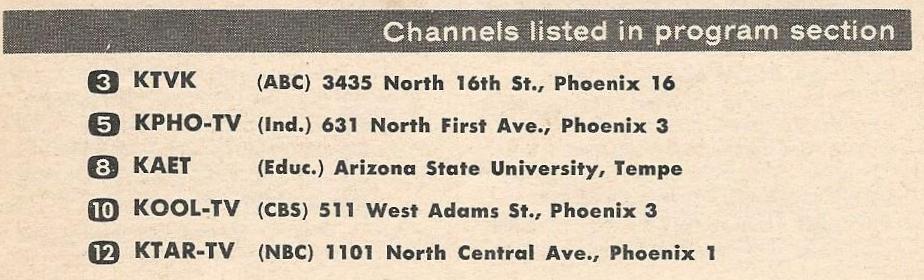 Channels listed in program section
3 KTVK (ABC) 3435 North 16th St., Phoenix 16
5 KPHO-TV (Ind.) 631 North First Ave., Phoenix 3
8 KAET (Educ.) Arizona State University, Tempe
10 KOOL-TV (CBS) 511 West Adams St., Phoenix 3
12 KTAR-TV (NBC) 1101 North Central Ave., Phoenix 1